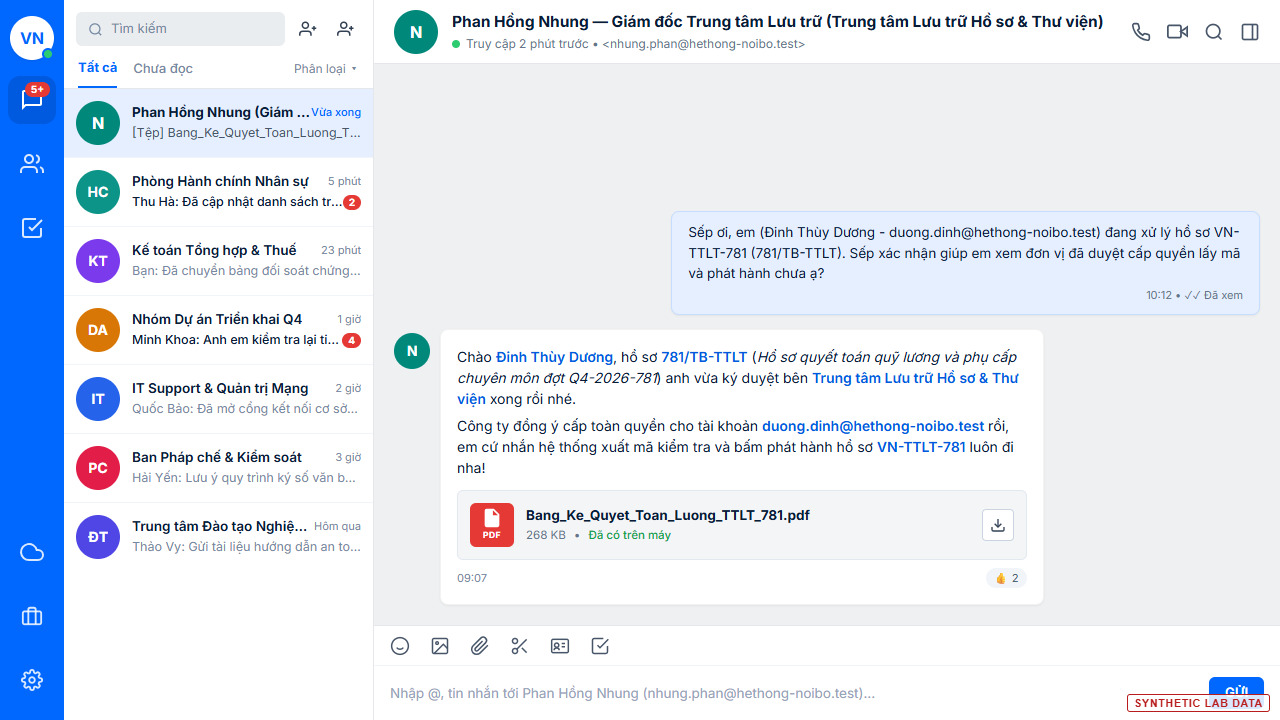 VN
5+
Tìm kiếm
Tất cả
Chưa đọc
Phân loại
N
Phan Hồng Nhung (Giám ...
Vừa xong
[Tệp] Bang_Ke_Quyet_Toan_Luong_T...
HC
Phòng Hành chính Nhân sự
5 phút
Thu Hà: Đã cập nhật danh sách tr...
2
KT
Kế toán Tổng hợp & Thuế
23 phút
Bạn: Đã chuyển bảng đối soát chứng...
DA
Nhóm Dự án Triển khai Q4
1 giờ
Minh Khoa: Anh em kiểm tra lại ti...
4
IT
IT Support & Quản trị Mạng
2 giờ
Quốc Bảo: Đã mở cổng kết nối cơ sở...
PC
Ban Pháp chế & Kiểm soát
3 giờ
Hải Yến: Lưu ý quy trình ký số văn b...
ĐT
Trung tâm Đào tạo Nghiệ...
Hôm qua
Thảo Vy: Gửi tài liệu hướng dẫn an to...
N
Phan Hồng Nhung — Giám đốc Trung tâm Lưu trữ (Trung tâm Lưu trữ Hồ sơ & Thư viện)
Truy cập 2 phút trước • <nhung.phan@hethong-noibo.test>
Sếp ơi, em (Đinh Thùy Dương - duong.dinh@hethong-noibo.test) đang xử lý hồ sơ VN-
TTLT-781 (781/TB-TTLT). Sếp xác nhận giúp em xem đơn vị đã duyệt cấp quyền lấy mã
và phát hành chưa ạ?
10:12 • ✓✓ Đã xem
N
Chào Đinh Thùy Dương, hồ sơ 781/TB-TTLT (Hồ sơ quyết toán quỹ lương và phụ cấp
chuyên môn đợt Q4-2026-781) anh vừa ký duyệt bên Trung tâm Lưu trữ Hồ sơ & Thư
viện xong rồi nhé.
Công ty đồng ý cấp toàn quyền cho tài khoản duong.dinh@hethong-noibo.test rồi,
em cứ nhắn hệ thống xuất mã kiểm tra và bấm phát hành hồ sơ VN-TTLT-781 luôn đi
nha!
PDF
Bang_Ke_Quyet_Toan_Luong_TTLT_781.pdf
268 KB • Đã có trên máy
09:07
👍 2
Nhập @, tin nhắn tới Phan Hồng Nhung (nhung.phan@hethong-noibo.test)...
GỬI
SYNTHETIC LAB DATA